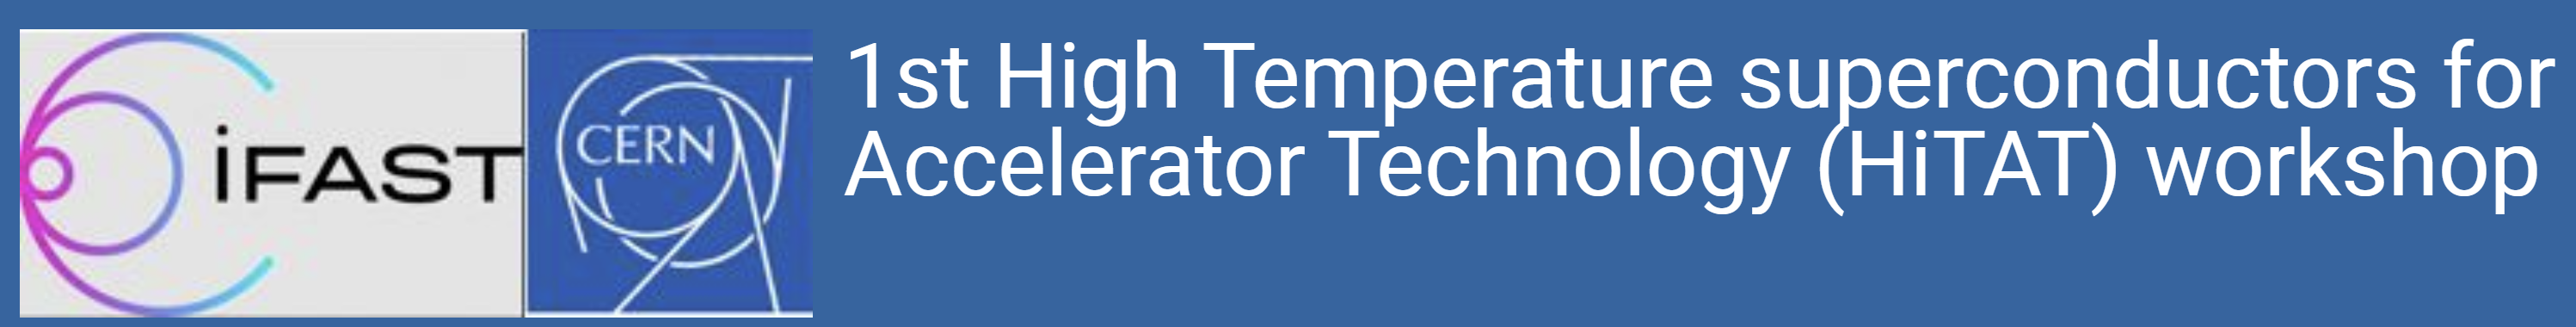 iFAST
CERN
1st High Temperature superconductors for
Accelerator Technology (HiTAT) workshop